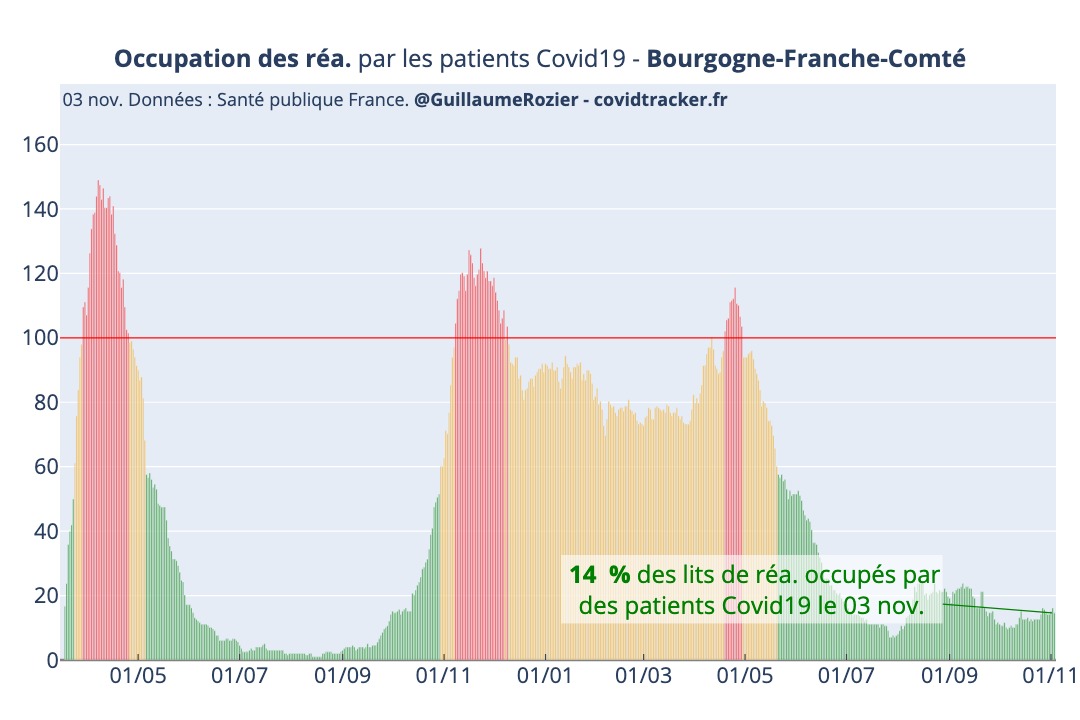 Occupation des réa. par les patients Covid19 - Bourgogne-Franche-Comté
03 nov. Données : Santé publique France. @GuillaumeRozier - covidtracker.fr
160
140
120
100
80
60
40
20
0
14 % des lits de réa. occupés par
des patients Covid19 le 03 nov.
01/05 01/07 01/09 01/11 01/01 01/03 01/05 01/07 01/09 01/11